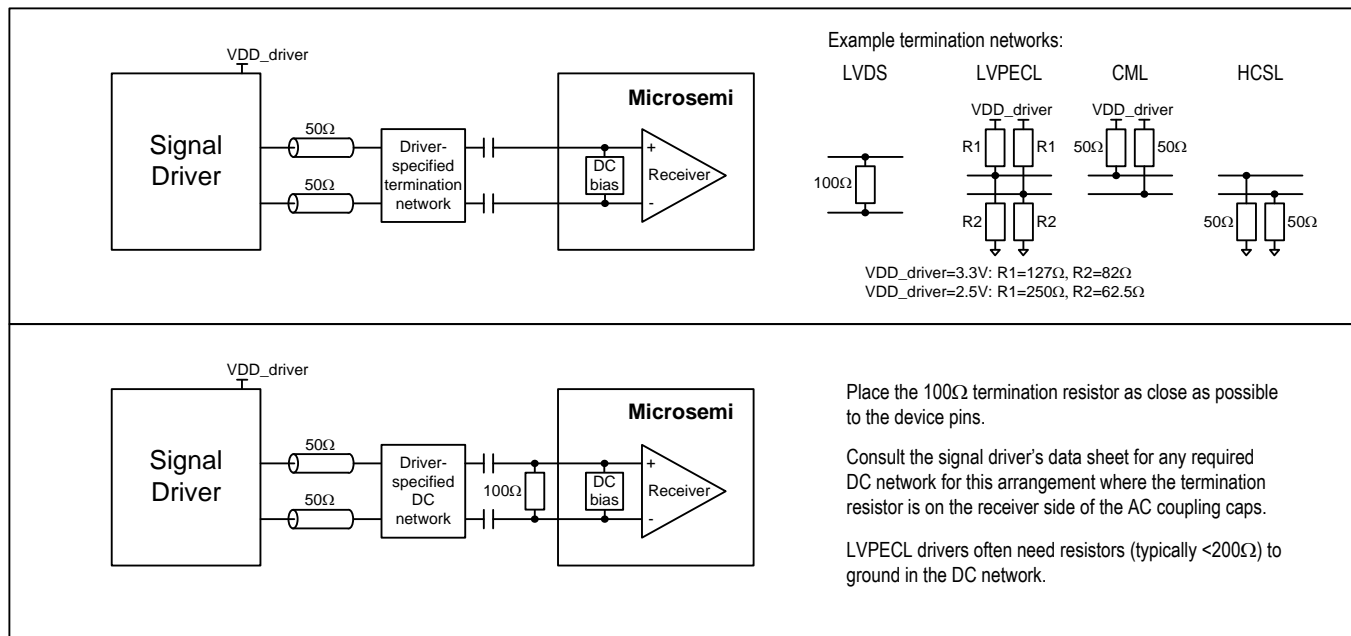 VDD_driver
Signal
Driver
50Ω
50Ω
Driver-
specified
termination
network
Microsemi
DC
bias
+
Receiver
-
Example termination networks:
LVDS
LVPECL
CML
HCSL
100Ω
VDD_driver
R1
R1
R2
R2
VDD_driver
50Ω
50Ω
50Ω
50Ω
VDD_driver=3.3V: R1=127Ω, R2=82Ω
VDD_driver=2.5V: R1=250Ω, R2=62.5Ω
VDD_driver
Signal
Driver
50Ω
50Ω
Driver-
specified
DC
network
100Ω
Microsemi
DC
bias
+
Receiver
-
Place the 100Ω termination resistor as close as possible
to the device pins.
Consult the signal driver's data sheet for any required
DC network for this arrangement where the termination
resistor is on the receiver side of the AC coupling caps.
LVPECL drivers often need resistors (typically <200Ω) to
ground in the DC network.